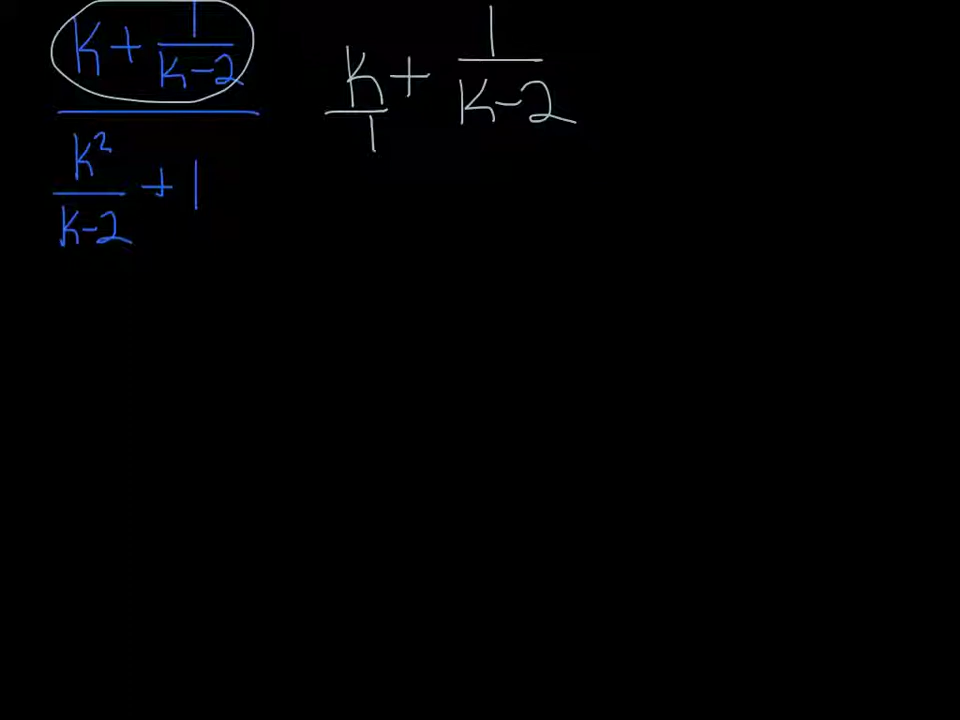 K + 1/(K-2)
K²/(K-2) + 1
K/1 + 1/(K-2)